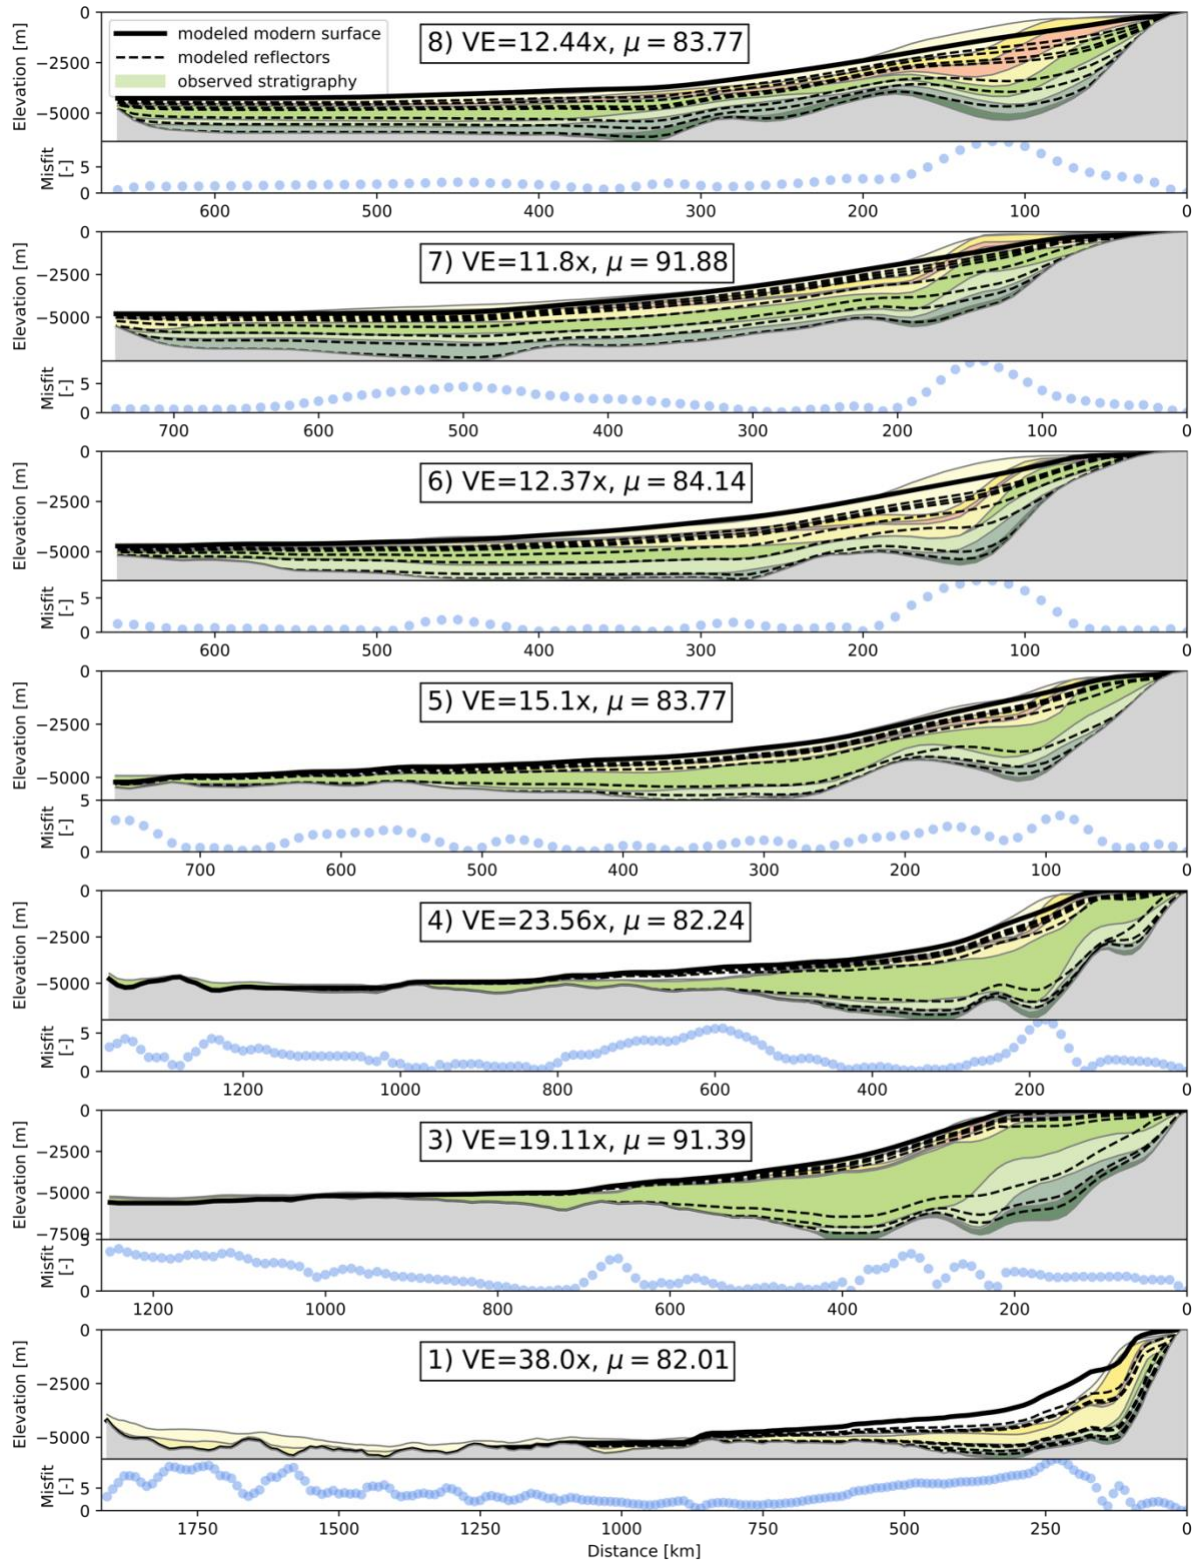 modeled modern surface
modeled reflectors
observed stratigraphy
8) VE=12.44x, μ = 83.77
Elevation [m]
0
−2500
−5000
Misfit
[-]
5
0
600 500 400 300 200 100 0
7) VE=11.8x, μ = 91.88
Elevation [m]
0
−2500
−5000
Misfit
[-]
5
0
700 600 500 400 300 200 100 0
6) VE=12.37x, μ = 84.14
Elevation [m]
0
−2500
−5000
Misfit
[-]
5
0
600 500 400 300 200 100 0
5) VE=15.1x, μ = 83.77
Elevation [m]
0
−2500
−5000
Misfit
[-]
5
0
700 600 500 400 300 200 100 0
4) VE=23.56x, μ = 82.24
Elevation [m]
0
−2500
−5000
Misfit
[-]
5
0
1200 1000 800 600 400 200 0
3) VE=19.11x, μ = 91.39
Elevation [m]
0
−2500
−5000
−7500
Misfit
[-]
5
0
1200 1000 800 600 400 200 0
1) VE=38.0x, μ = 82.01
Elevation [m]
0
−2500
−5000
Misfit
[-]
5
0
1750 1500 1250 1000 750 500 250 0
Distance [km]